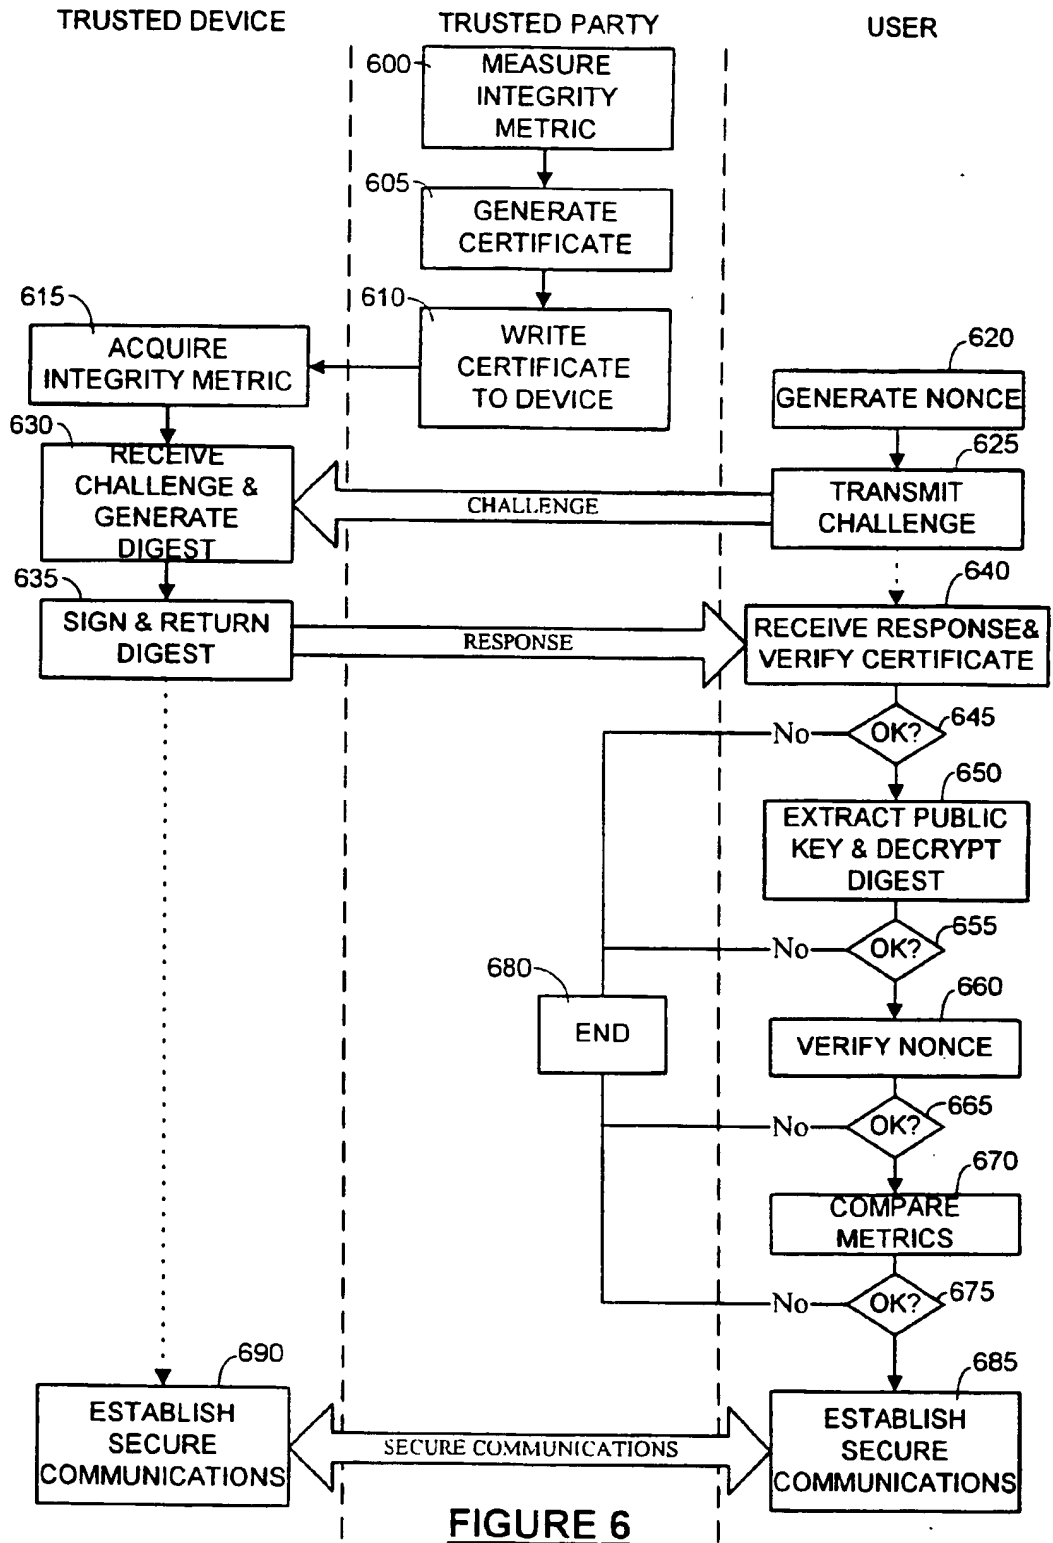 TRUSTED DEVICE
TRUSTED PARTY
USER
600
MEASURE
INTEGRITY
METRIC
605
GENERATE
CERTIFICATE
610
WRITE
CERTIFICATE
TO DEVICE
615
ACQUIRE
INTEGRITY METRIC
620
GENERATE NONCE
630
RECEIVE
CHALLENGE &
GENERATE
DIGEST
CHALLENGE
625
TRANSMIT
CHALLENGE
635
SIGN & RETURN
DIGEST
RESPONSE
640
RECEIVE RESPONSE&
VERIFY CERTIFICATE
No
OK?
645
650
EXTRACT PUBLIC
KEY & DECRYPT
DIGEST
No
OK?
655
680
END
660
VERIFY NONCE
No
OK?
665
670
COMPARE
METRICS
No
OK?
675
690
ESTABLISH
SECURE
COMMUNICATIONS
SECURE COMMUNICATIONS
685
ESTABLISH
SECURE
COMMUNICATIONS
FIGURE 6